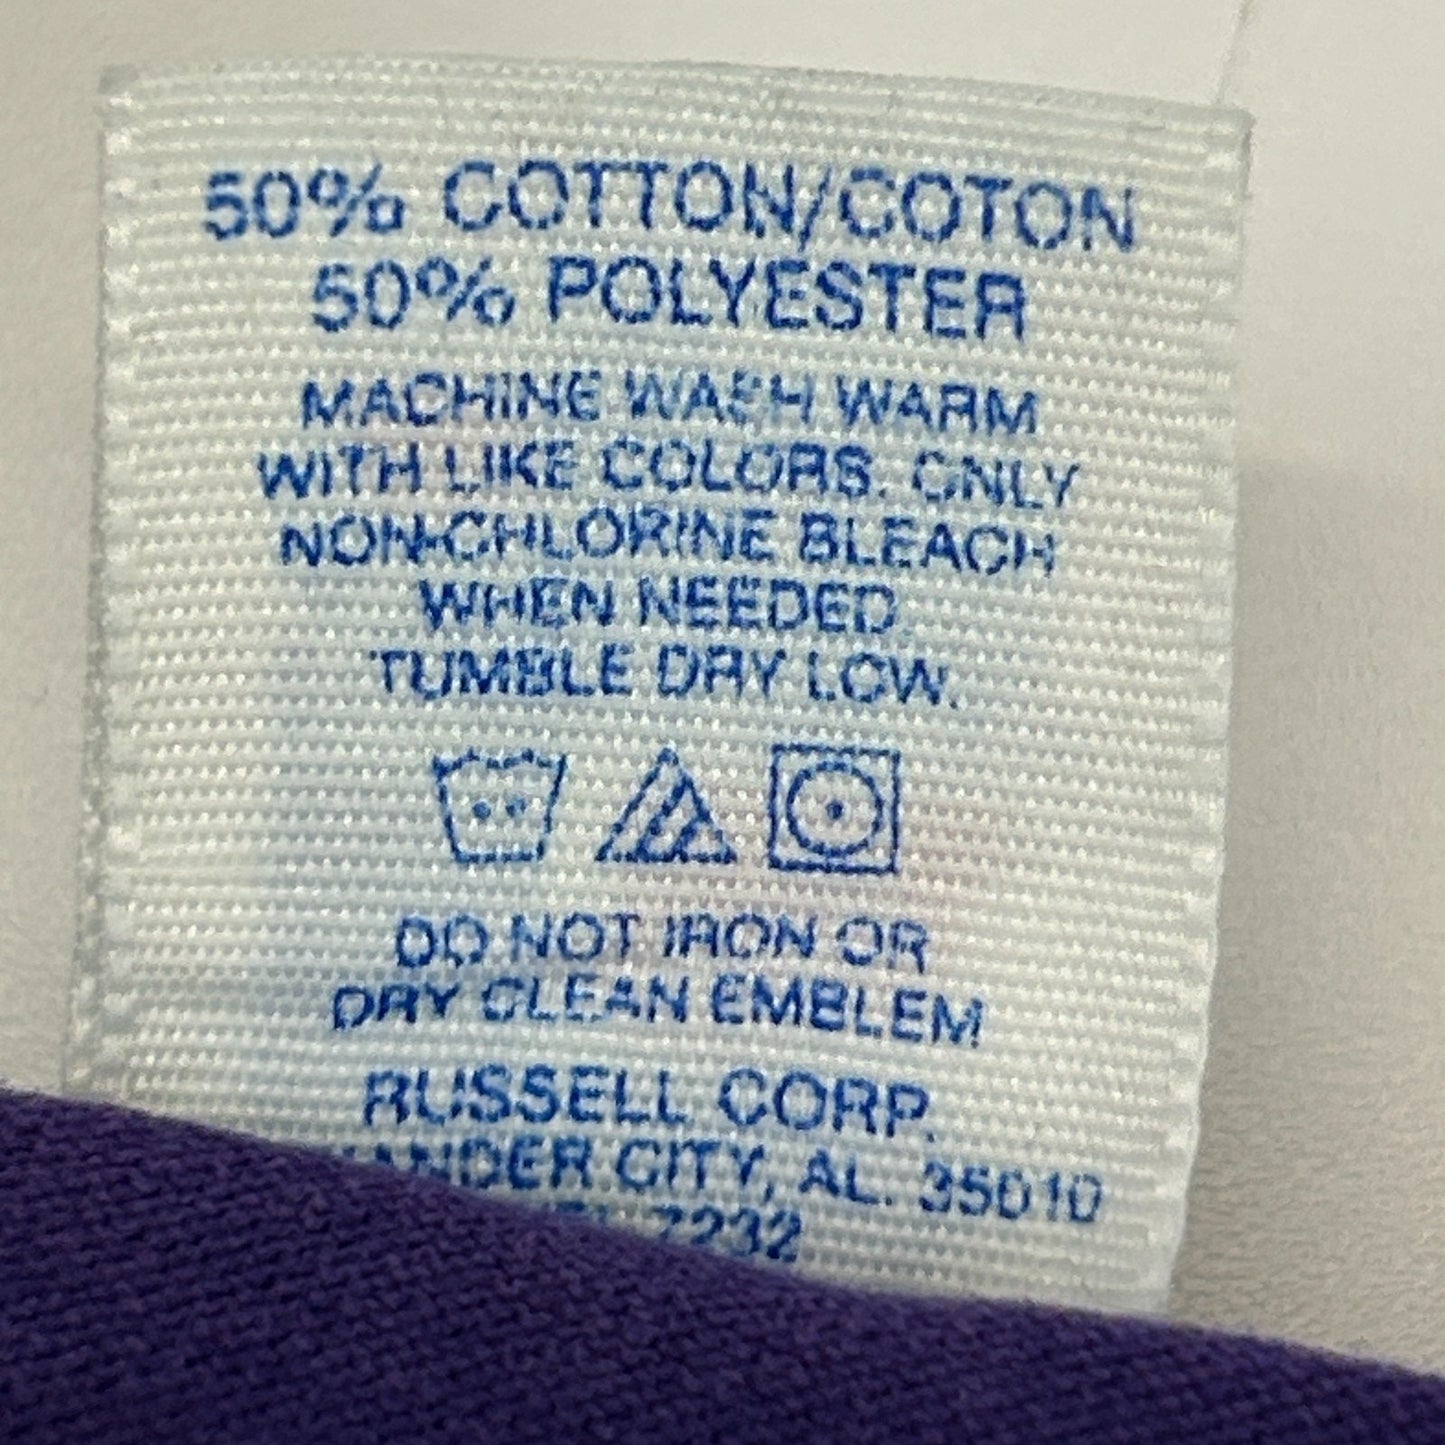 50% COTTON/COTON
50% POLYESTER
MACHINE WASH WARM
WITH LIKE COLORS. ONLY
NON-CHLORINE BLEACH
WHEN NEEDED.
TUMBLE DRY LOW.
DO NOT IRON OR
DRY CLEAN EMBLEM
RUSSELL CORP.
CITY, AL. 35010
7232